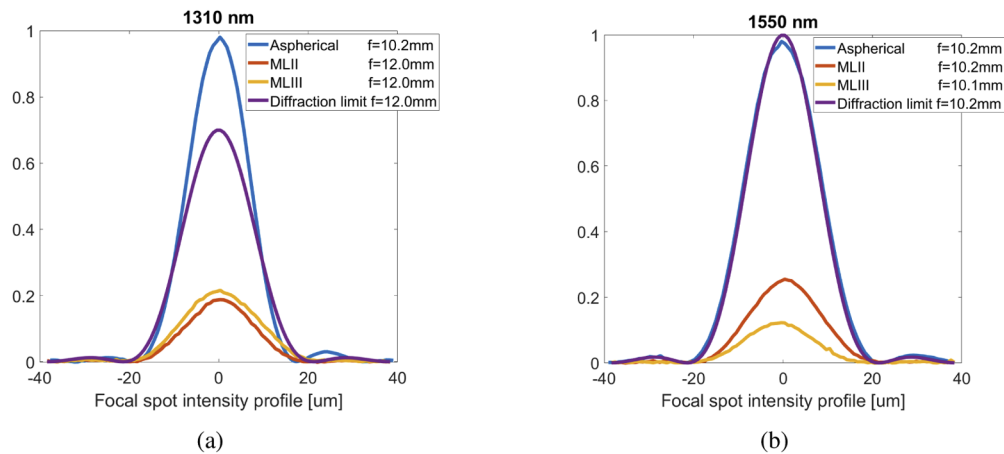 1310 nm
1
0.8
0.6
0.4
0.2
0
-40 -20 0 20 40
Focal spot intensity profile [um]
Aspherical f=10.2mm
MLII f=12.0mm
MLIII f=12.0mm
Diffraction limit f=12.0mm
(a)
1550 nm
1
0.8
0.6
0.4
0.2
0
-40 -20 0 20 40
Focal spot intensity profile [um]
Aspherical f=10.2mm
MLII f=10.2mm
MLIII f=10.1mm
Diffraction limit f=10.2mm
(b)